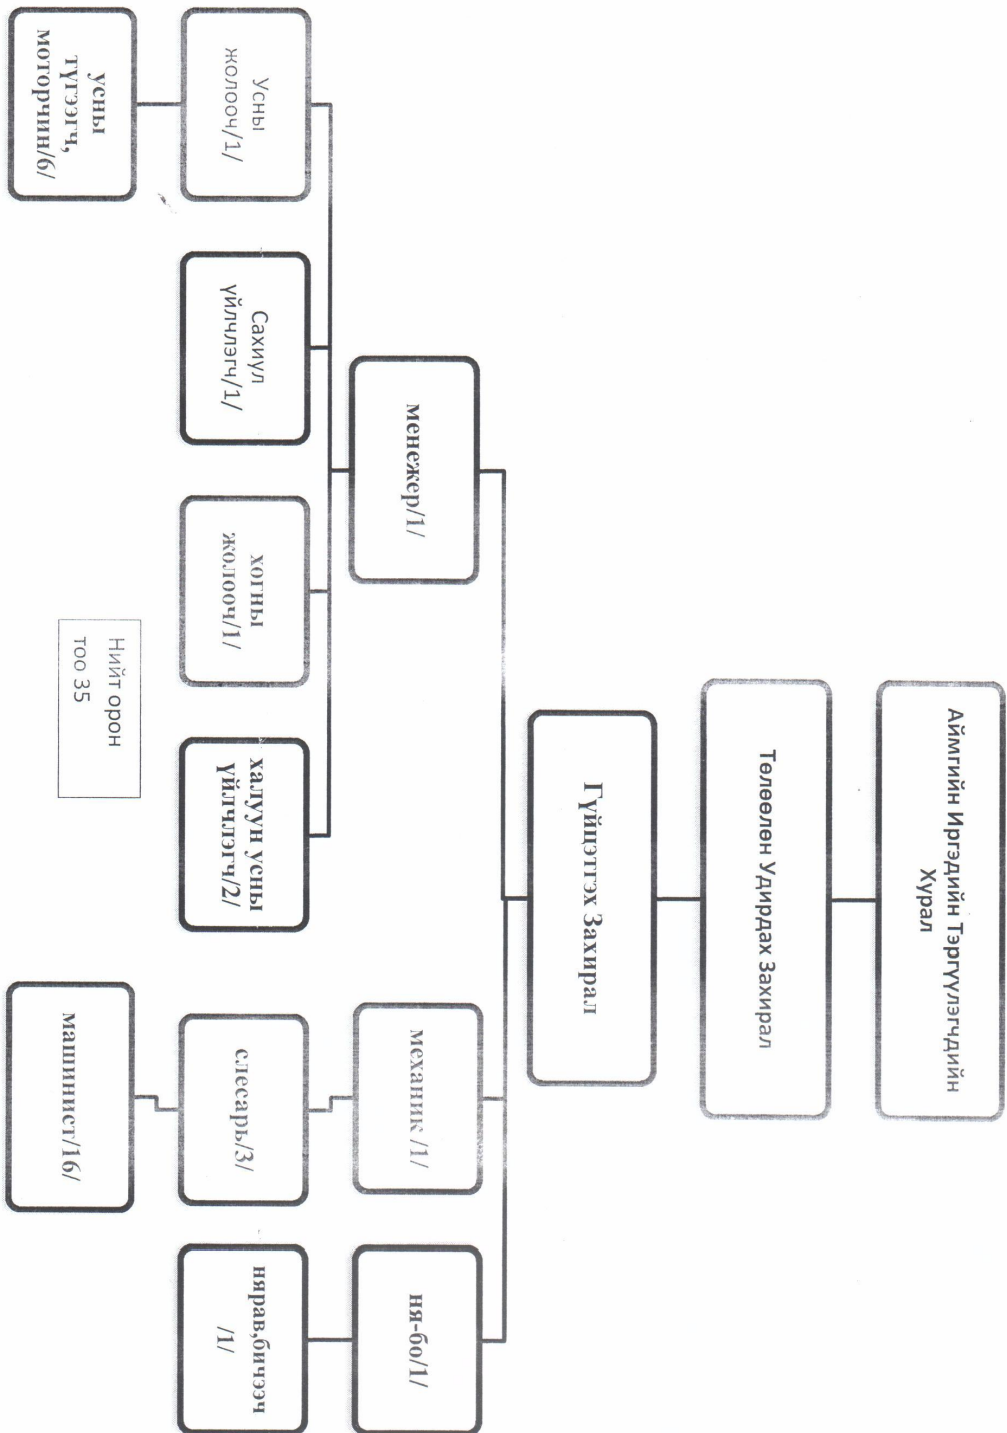 Аймгийн Иргэдийн Тэргүүлэгчдийн
Хурал
Төлөөлөн Удирдах Захирал
Гүйцэтгэх Захирал
менежер/1/
механик /1/
ня-бо/1/
Усны
жолооч/1/
Сахиул
үйлчлэгч/1/
хогны
жолооч/1/
халуун усны
үйлчлэгч/2/
слесарь/3/
нярав,бичээч
/1/
усны
түгээгч,
моторчин/6/
машинист/16/
Нийт орон
тоо 35